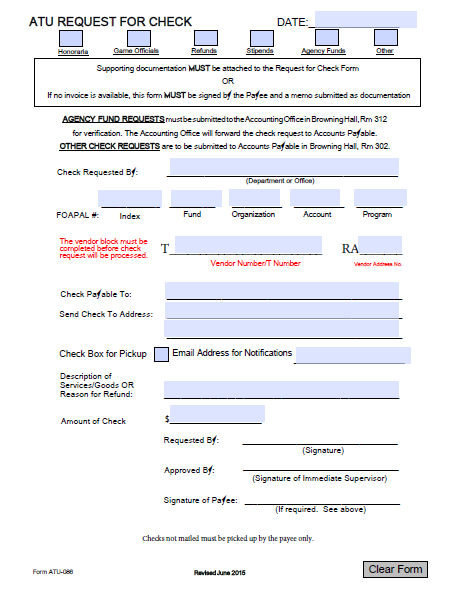 ATU REQUEST FOR CHECK DATE:
Honoraria Game Officials Refunds Stipends Agency Funds Other
Supporting documentation MUST be attached to the Request for Check Form
OR
If no invoice is available, this form MUST be signed by the Payee and a memo submitted as documentation
AGENCY FUND REQUESTS must be submitted to the Accounting Office in Browning Hall, Rm 312
for verification. The Accounting Office will forward the check request to Accounts Payable.
OTHER CHECK REQUESTS are to be submitted to Accounts Payable in Browning Hall, Rm 302.
Check Requested By:
(Department or Office)
FOAPAL #: Index Fund Organization Account Program
The vendor block must be
completed before check
request will be processed.
T RA
Vendor Number/T Number Vendor Address No.
Check Payable To:
Send Check To Address:
Check Box for Pickup Email Address for Notifications
Description of
Services/Goods OR
Reason for Refund:
Amount of Check $
Requested By:
(Signature)
Approved By:
(Signature of Immediate Supervisor)
Signature of Payee:
(If required. See above)
Checks not mailed must be picked up by the payee only.
Form ATU-086 Revised June 2015 Clear Form